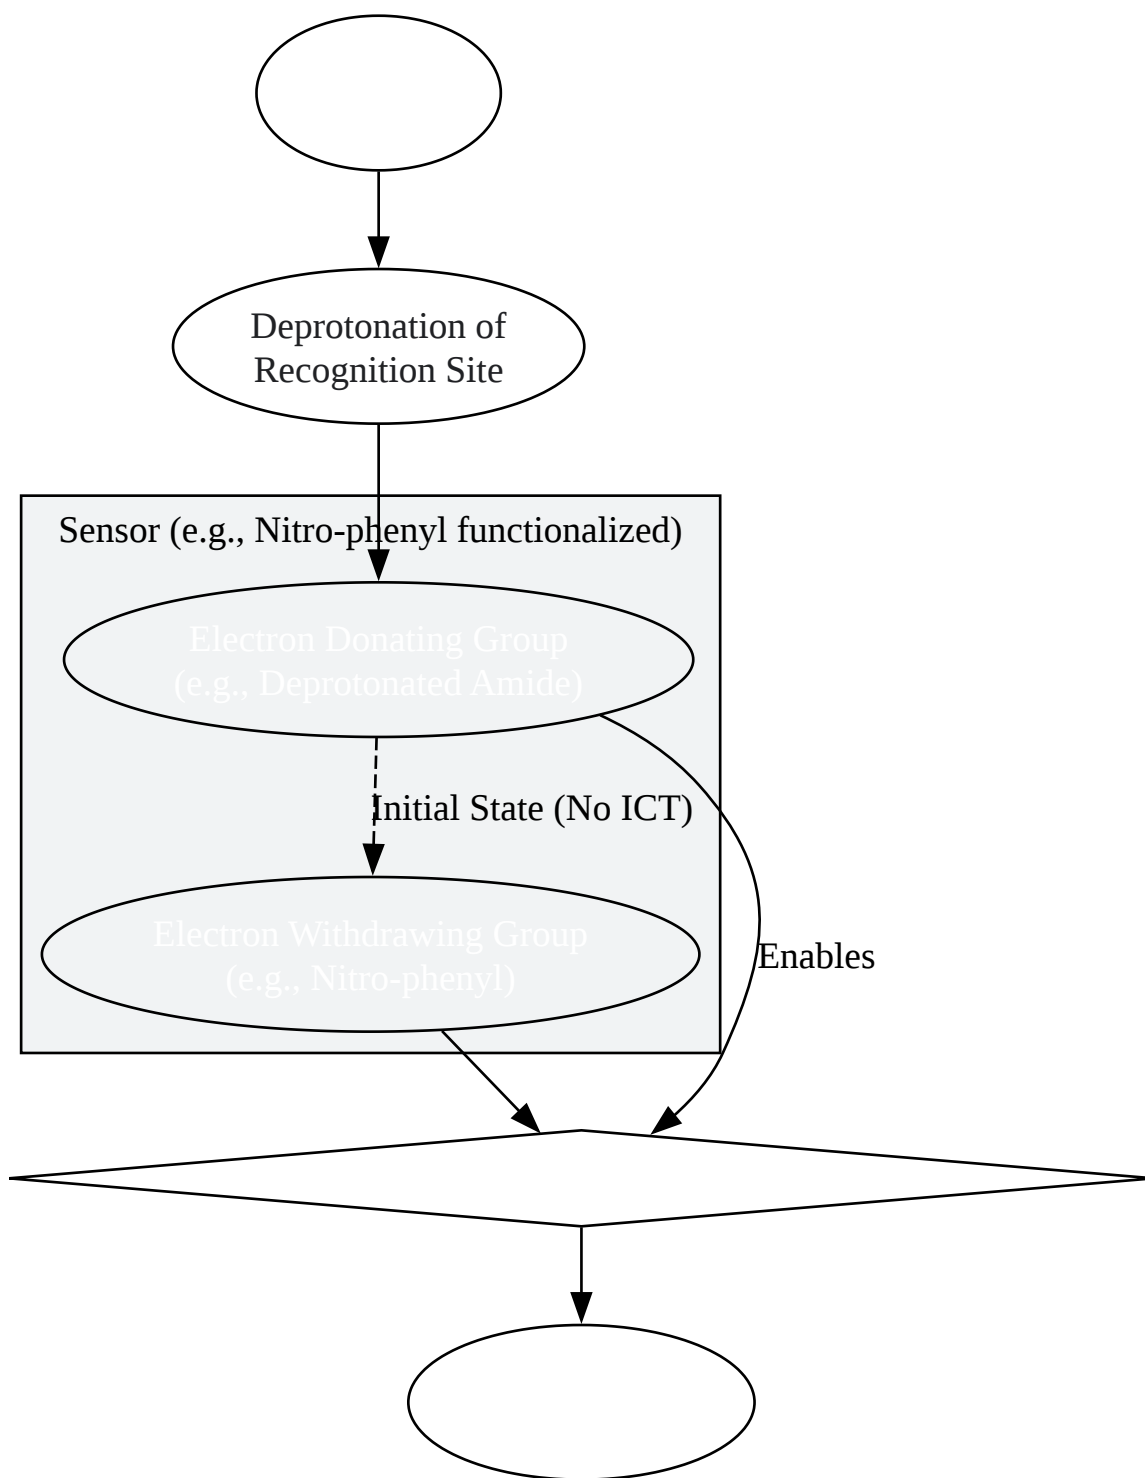 Deprotonation of
Recognition Site
Sensor (e.g., Nitro-phenyl functionalized)
Electron Donating Group
(e.g., Deprotonated Amide)
Initial State (No ICT)
Electron Withdrawing Group
(e.g., Nitro-phenyl)
Enables